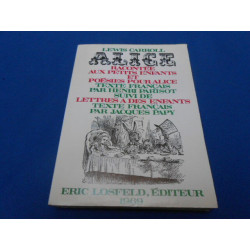 LEWIS CARROLL
ALICE
RACONTÉE
AUX PETITS ENFANTS
ET
POÉSIES POUR ALICE
TEXTE FRANÇAIS
PAR HENRI PARISOT
SUIVI DE
LETTRES À DES ENFANTS
TEXTE FRANÇAIS
PAR JACQUES PAPY
ERIC LOSFELD, ÉDITEUR